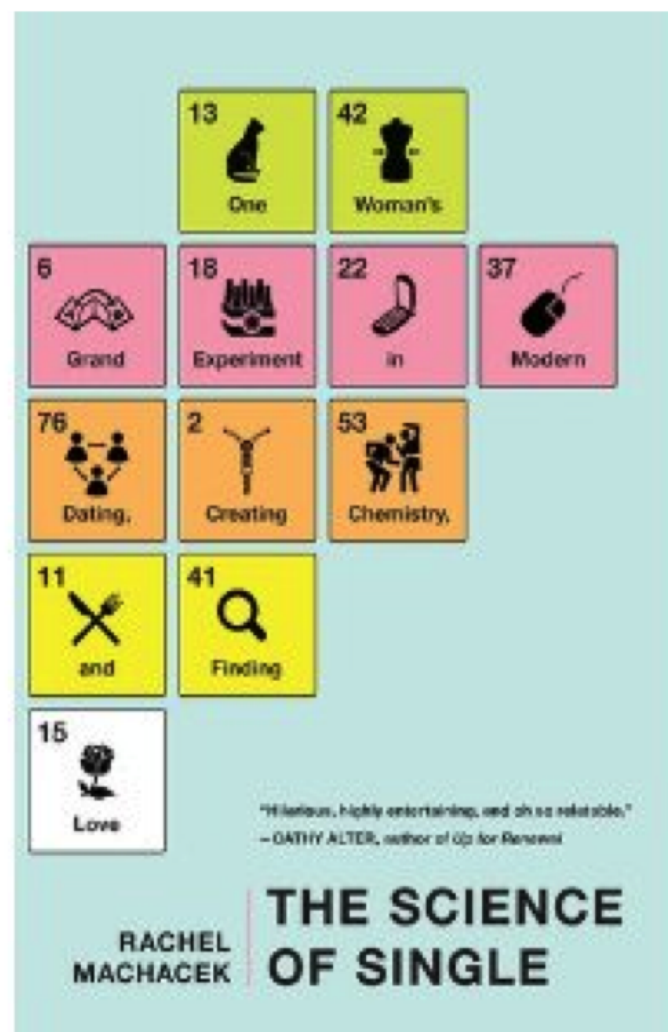 13 42
One Woman's
6 18 22 37
Grand Experiment in Modern
76 2 53
Dating, Creating Chemistry,
11 41
and Finding
15
Love
"Hilarious, highly entertaining, and oh so relatable."
—CATHY ALTER, author of Up for Renewal
RACHEL
MACHACEK
THE SCIENCE
OF SINGLE